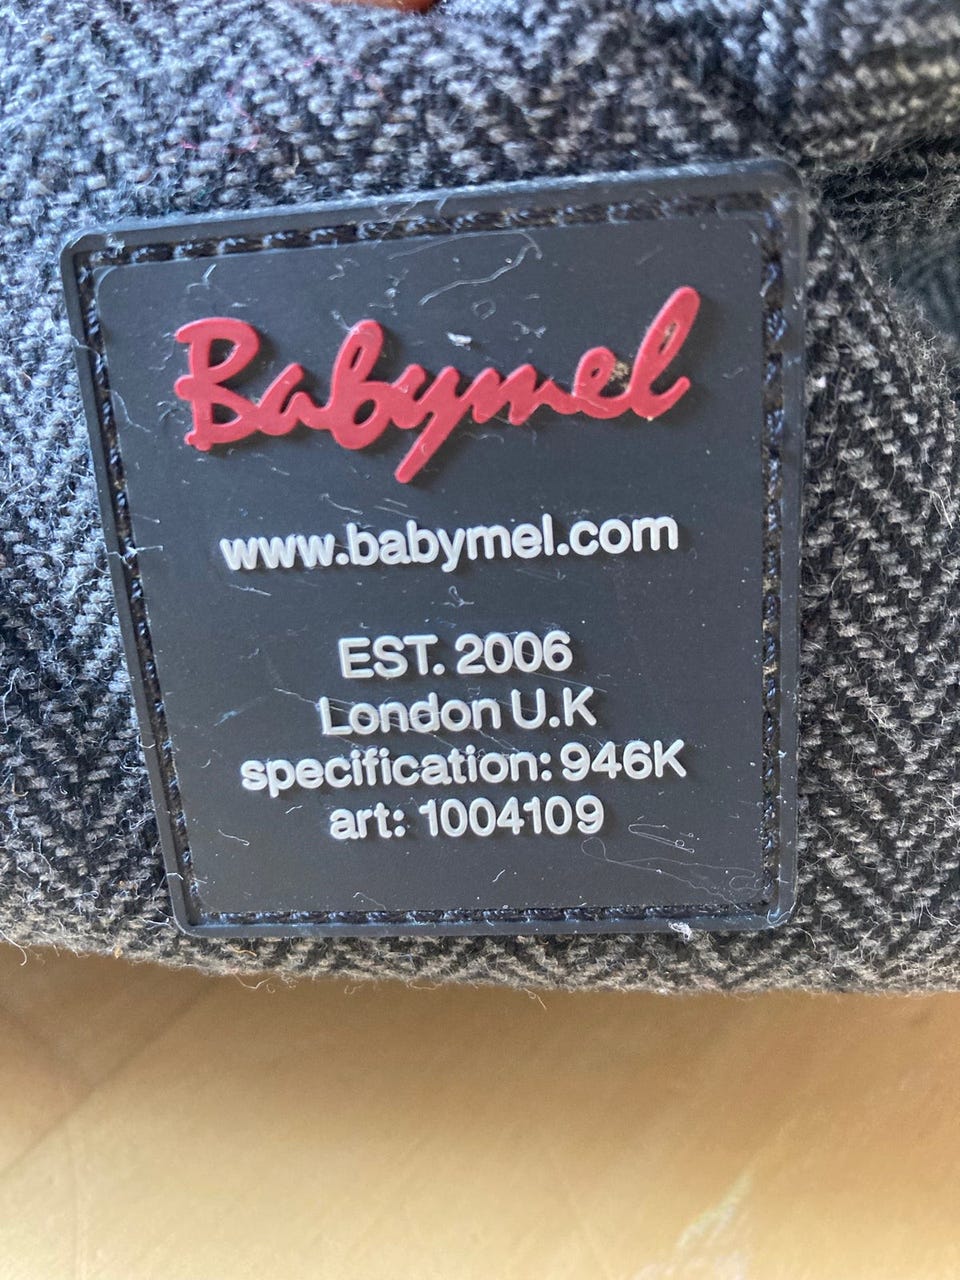 Babymel
www.babymel.com
EST. 2006
London U.K
specification: 946K
art: 1004109